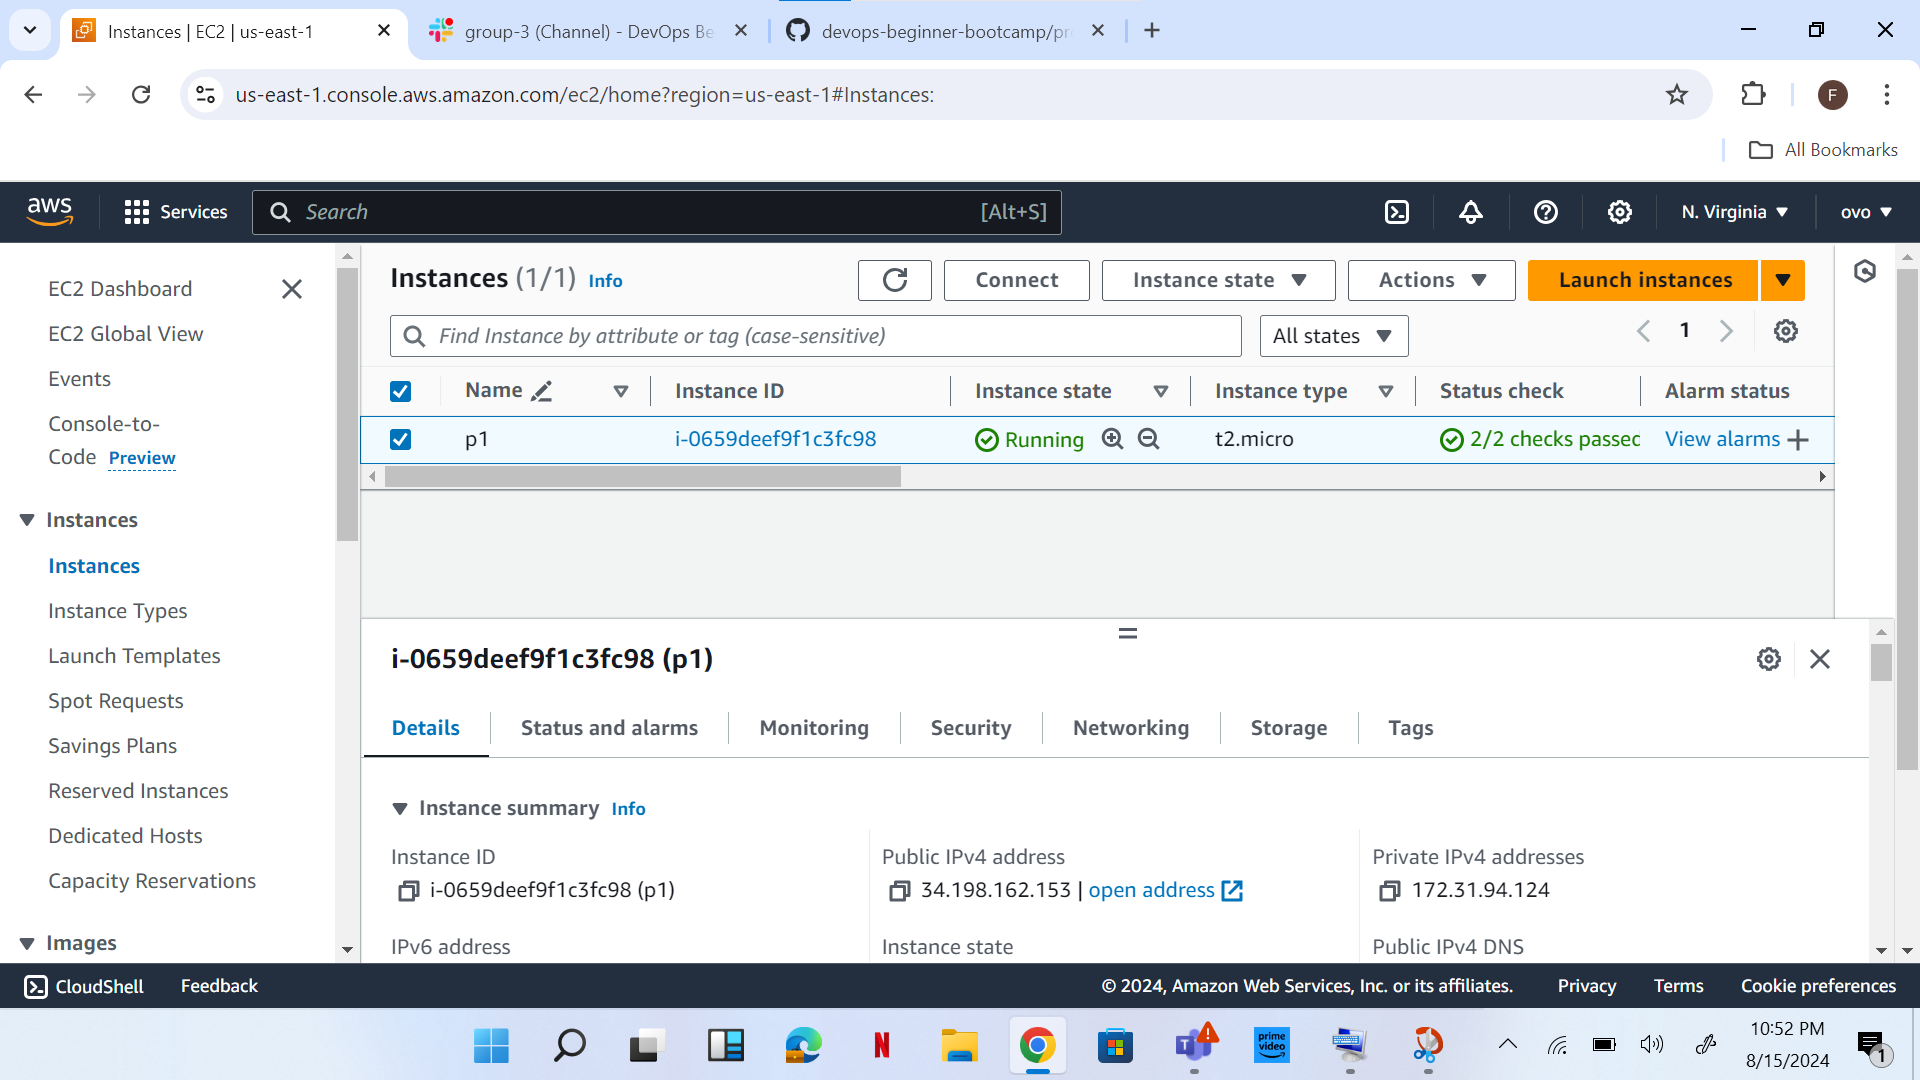 Instances | EC2 | us-east-1
group-3 (Channel) - DevOps Be
devops-beginner-bootcamp/pr
us-east-1.console.aws.amazon.com/ec2/home?region=us-east-1#Instances:
F
All Bookmarks
aws
Services
Search
[Alt+S]
N. Virginia
ovo
EC2 Dashboard
EC2 Global View
Events
Console-to-
Code Preview
Instances
Instances
Instance Types
Launch Templates
Spot Requests
Savings Plans
Reserved Instances
Dedicated Hosts
Capacity Reservations
Images
Instances (1/1) Info
Connect
Instance state
Actions
Launch instances
Find Instance by attribute or tag (case-sensitive)
All states
1
Name
Instance ID
Instance state
Instance type
Status check
Alarm status
p1
i-0659deef9f1c3fc98
Running
t2.micro
2/2 checks passed
View alarms
i-0659deef9f1c3fc98 (p1)
Details
Status and alarms
Monitoring
Security
Networking
Storage
Tags
Instance summary Info
Instance ID
i-0659deef9f1c3fc98 (p1)
Public IPv4 address
34.198.162.153 | open address
Private IPv4 addresses
172.31.94.124
IPv6 address
Instance state
Public IPv4 DNS
CloudShell
Feedback
© 2024, Amazon Web Services, Inc. or its affiliates.
Privacy
Terms
Cookie preferences
N
T
prime
video
10:52 PM
8/15/2024
1